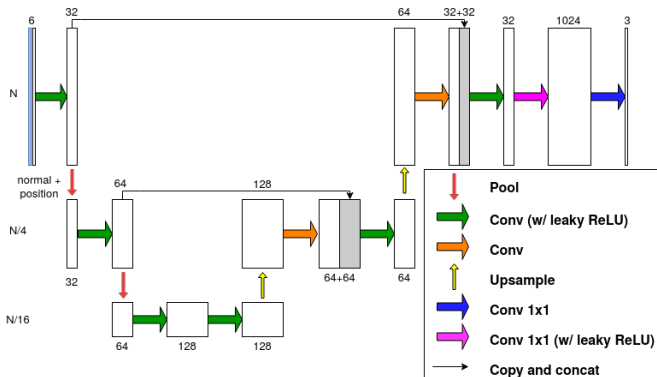 6
32
64
32+32
32
1024
3
N
normal +
position
64
128
N/4
32
64+64
64
N/16
64
128
128
Pool
Conv (w/ leaky ReLU)
Conv
Upsample
Conv 1x1
Conv 1x1 (w/ leaky ReLU)
Copy and concat